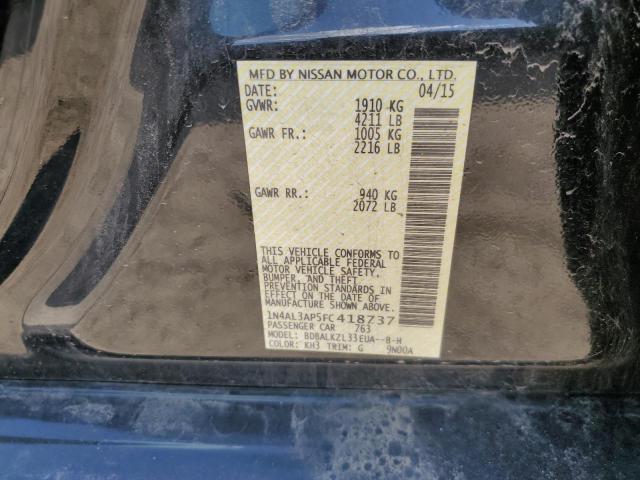 MFD BY NISSAN MOTOR CO., LTD.
DATE: 04/15
GVWR: 1910 KG
4211 LB
GAWR FR.: 1005 KG
2216 LB
GAWR RR.: 940 KG
2072 LB
THIS VEHICLE CONFORMS TO
ALL APPLICABLE FEDERAL
MOTOR VEHICLE SAFETY,
BUMPER, AND THEFT
PREVENTION STANDARDS IN
EFFECT ON THE DATE OF
MANUFACTURE SHOWN ABOVE.
1N4AL3AP5FC418737
PASSENGER CAR 763
MODEL: BDBALKZL33EUA--B-H
COLOR: KH3 TRIM: G 9N00A